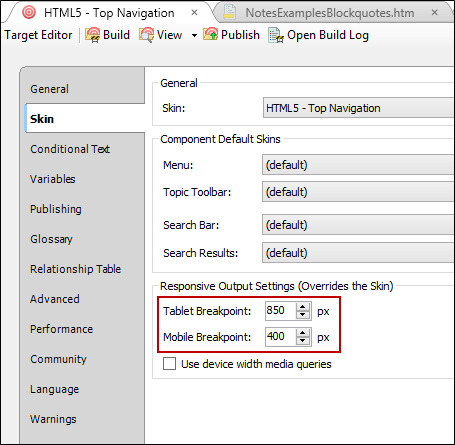 HTML5 - Top Navigation
NotesExamplesBlockquotes.htm
Target Editor Build View Publish Open Build Log
General
Skin
Conditional Text
Variables
Publishing
Glossary
Relationship Table
Advanced
Performance
Community
Language
Warnings
General
Skin: HTML5 - Top Navigation
Component Default Skins
Menu: (default)
Topic Toolbar: (default)
Search Bar: (default)
Search Results: (default)
Responsive Output Settings (Overrides the Skin)
Tablet Breakpoint: 850 px
Mobile Breakpoint: 400 px
Use device width media queries